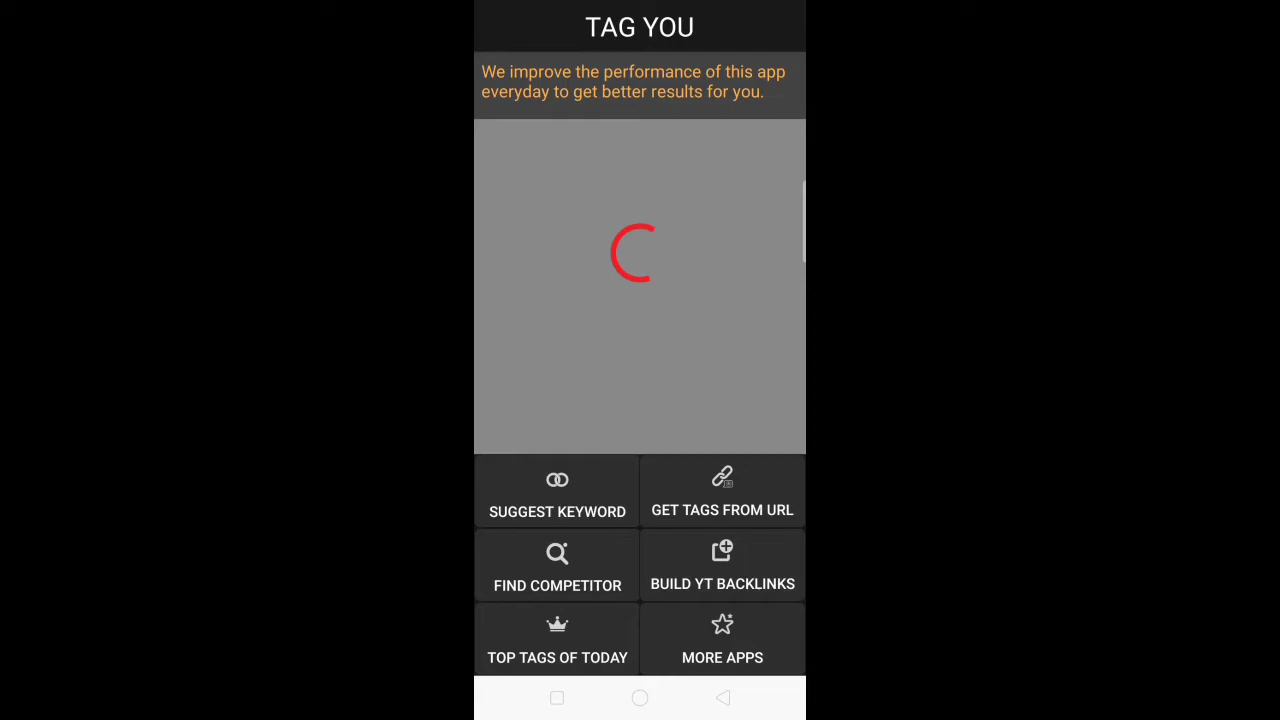 TAG YOU
We improve the performance of this app
everyday to get better results for you.
SUGGEST KEYWORD
GET TAGS FROM URL
FIND COMPETITOR
BUILD YT BACKLINKS
TOP TAGS OF TODAY
MORE APPS